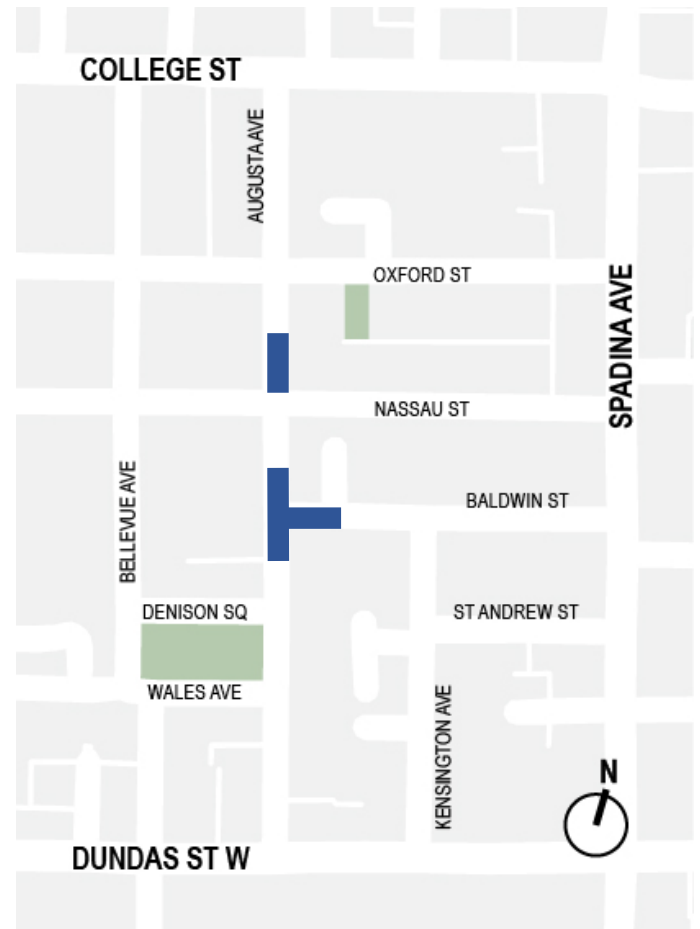 COLLEGE ST
AUGUSTA AVE
OXFORD ST
SPADINA AVE
NASSAU ST
BELLEVUE AVE
BALDWIN ST
DENISON SQ
ST ANDREW ST
WALES AVE
KENSINGTON AVE
N
DUNDAS ST W